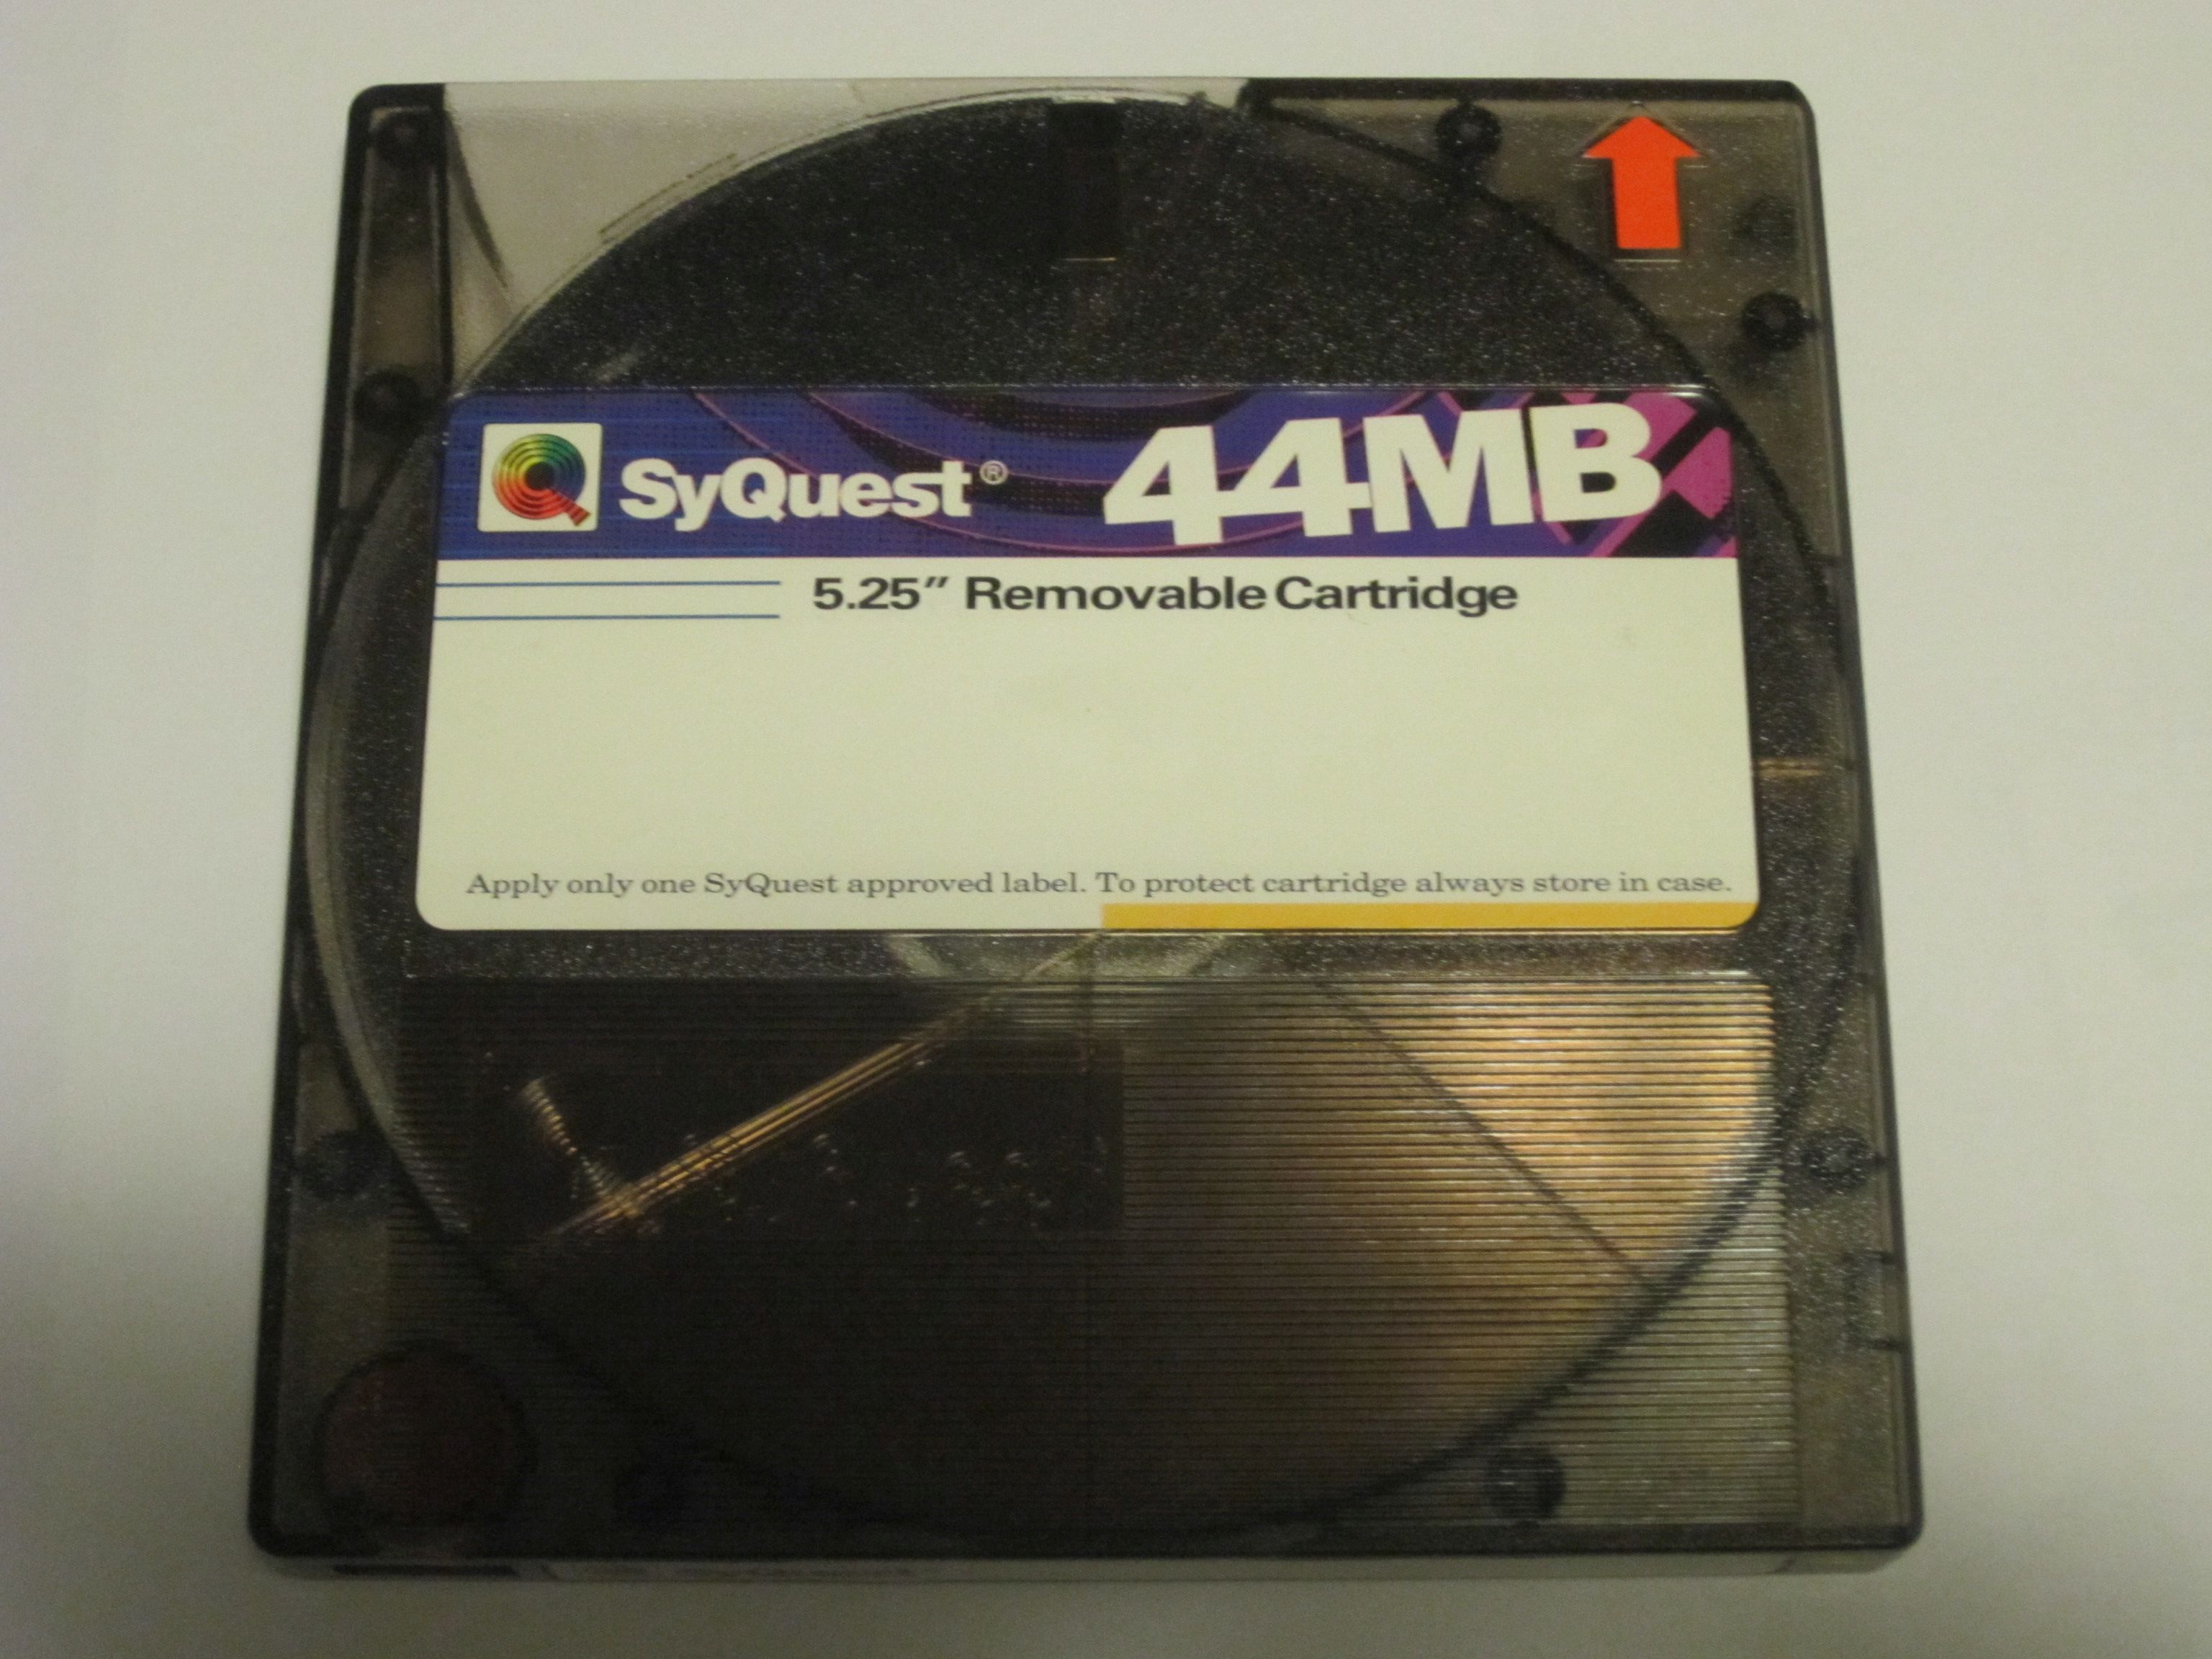 SyQuest® 44MB
5.25" Removable Cartridge
Apply only one SyQuest approved label. To protect cartridge always store in case.